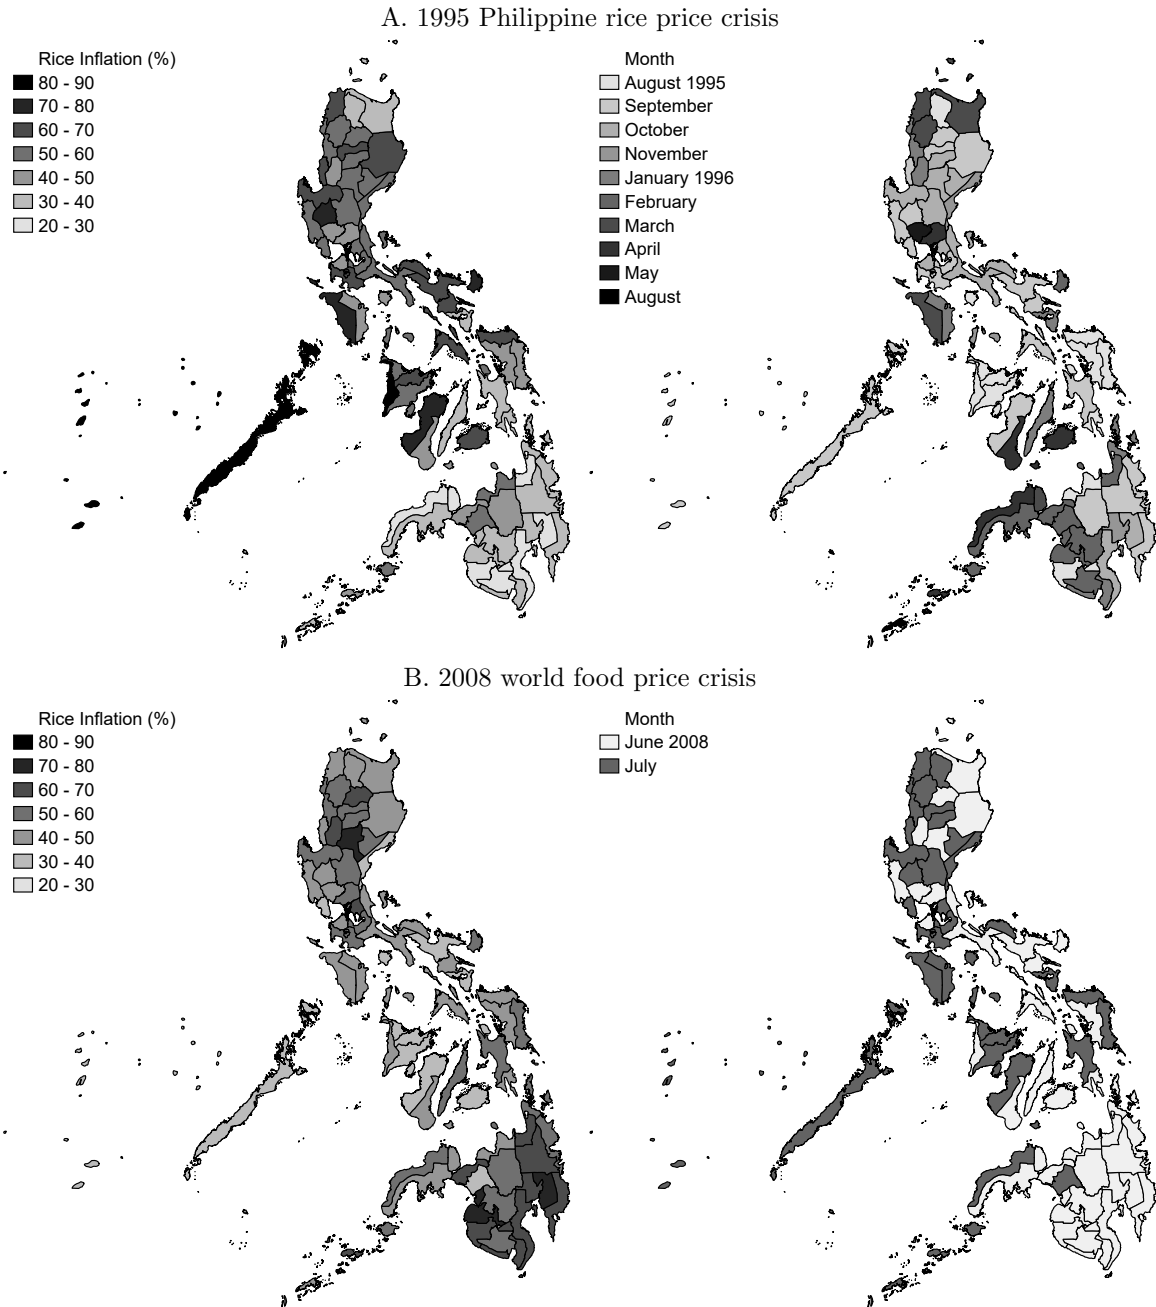 A. 1995 Philippine rice price crisis
Rice Inflation (%)
80 - 90
70 - 80
60 - 70
50 - 60
40 - 50
30 - 40
20 - 30
Month
August 1995
September
October
November
January 1996
February
March
April
May
August
B. 2008 world food price crisis
Rice Inflation (%)
80 - 90
70 - 80
60 - 70
50 - 60
40 - 50
30 - 40
20 - 30
Month
June 2008
July